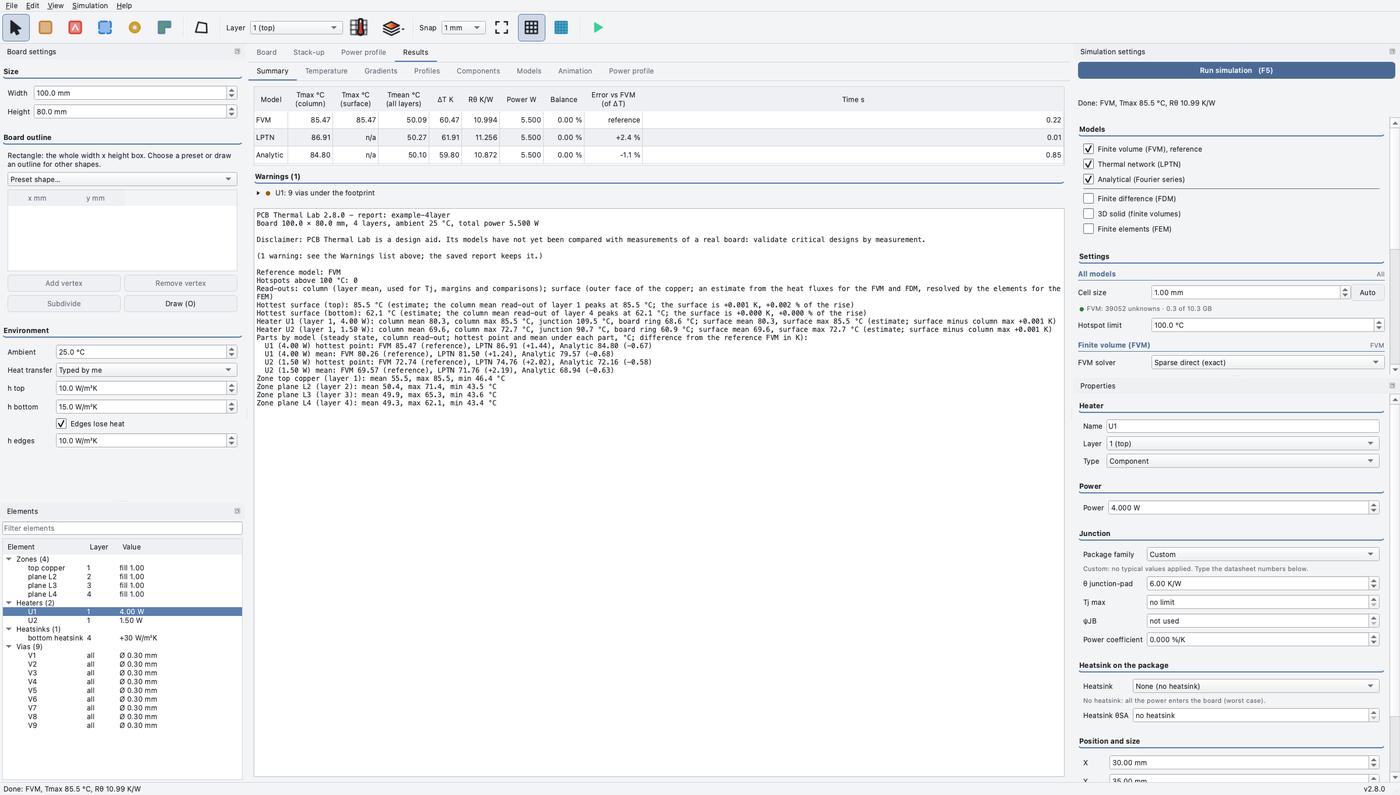 File Edit View Simulation Help
Layer 1 (top) Snap 1 mm
Board settings
Size
Width 100.0 mm
Height 80.0 mm
Board outline
Rectangle: the whole width x height box. Choose a preset or draw
an outline for other shapes.
Preset shape...
x mm y mm
Add vertex Remove vertex
Subdivide Draw (O)
Environment
Ambient 25.0 °C
Heat transfer Typed by me
h top 10.0 W/m²K
h bottom 15.0 W/m²K
Edges lose heat
h edges 10.0 W/m²K
Elements
Filter elements
Element Layer Value
Zones (4)
top copper 1 fill 1.00
plane L2 2 fill 1.00
plane L3 3 fill 1.00
plane L4 4 fill 1.00
Heaters (2)
U1 1 4.00 W
U2 1 1.50 W
Heatsinks (1)
bottom heatsink 4 +30 W/m²K
Vias (9)
V1 all Ø 0.30 mm
V2 all Ø 0.30 mm
V3 all Ø 0.30 mm
V4 all Ø 0.30 mm
V5 all Ø 0.30 mm
V6 all Ø 0.30 mm
V7 all Ø 0.30 mm
V8 all Ø 0.30 mm
V9 all Ø 0.30 mm
Board Stack-up Power profile Results
Summary Temperature Gradients Profiles Components Models Animation Power profile
Model Tmax °C (column) Tmax °C (surface) Tmean °C (all layers) ΔT K Rθ K/W Power W Balance Error vs FVM (of ΔT) Time s
FVM 85.47 85.47 50.09 60.47 10.994 5.500 0.00 % reference 0.22
LPTN 86.91 n/a 50.27 61.91 11.256 5.500 0.00 % +2.4 % 0.01
Analytic 84.80 n/a 50.10 59.80 10.872 5.500 0.00 % -1.1 % 0.85
Warnings (1)
U1: 9 vias under the footprint
PCB Thermal Lab 2.8.0 — report: example-4layer
Board 100.0 × 80.0 mm, 4 layers, ambient 25 °C, total power 5.500 W
Disclaimer: PCB Thermal Lab is a design aid. Its models have not yet been compared with measurements of a real board: validate critical designs by measurement.
(1 warning: see the Warnings list above; the saved report keeps it.)
Reference model: FVM
Hotspots above 100 °C: 0
Read-outs: column (layer mean, used for Tj, margins and comparisons); surface (outer face of the copper; an estimate from the heat fluxes for the FVM and FDM, resolved by the elements for the
FEM)
Hottest surface (top): 85.5 °C (estimate; the column mean read-out of layer 1 peaks at 85.5 °C; the surface is +0.001 K, +0.002 % of the rise)
Hottest surface (bottom): 62.1 °C (estimate; the column mean read-out of layer 4 peaks at 62.1 °C; the surface is +0.000 K, +0.000 % of the rise)
Heater U1 (layer 1, 4.00 W): column mean 80.3, column max 85.5 °C, junction 109.5 °C, board ring 68.6 °C; surface mean 80.3, surface max 85.5 °C (estimate; surface minus column max +0.001 K)
Heater U2 (layer 1, 1.50 W): column mean 69.6, column max 72.7 °C, junction 90.7 °C, board ring 60.9 °C; surface mean 69.6, surface max 72.7 °C (estimate; surface minus column max +0.001 K)
Parts by model (steady state, column read-out; hottest point and mean under each part, °C; difference from the reference FVM in K):
U1 (4.00 W) hottest point: FVM 85.47 (reference), LPTN 86.91 (+1.44), Analytic 84.80 (−0.67)
U1 (4.00 W) mean: FVM 80.26 (reference), LPTN 81.50 (+1.24), Analytic 79.57 (−0.68)
U2 (1.50 W) hottest point: FVM 72.74 (reference), LPTN 74.76 (+2.02), Analytic 72.16 (−0.58)
U2 (1.50 W) mean: FVM 69.57 (reference), LPTN 71.76 (+2.19), Analytic 68.94 (−0.63)
Zone top copper (layer 1): mean 55.5, max 85.5, min 46.4 °C
Zone plane L2 (layer 2): mean 50.4, max 71.4, min 43.5 °C
Zone plane L3 (layer 3): mean 49.9, max 65.3, min 43.6 °C
Zone plane L4 (layer 4): mean 49.3, max 62.1, min 43.4 °C
Simulation settings
Run simulation (F5)
Done: FVM, Tmax 85.5 °C, Rθ 10.99 K/W
Models
Finite volume (FVM), reference
Thermal network (LPTN)
Analytical (Fourier series)
Finite difference (FDM)
3D solid (finite volumes)
Finite elements (FEM)
Settings
All models All
Cell size 1.00 mm Auto
FVM: 39052 unknowns · 0.3 of 10.3 GB
Hotspot limit 100.0 °C
Finite volume (FVM) FVM
FVM solver Sparse direct (exact)
Properties
Heater
Name U1
Layer 1 (top)
Type Component
Power
Power 4.000 W
Junction
Package family Custom
Custom: no typical values applied. Type the datasheet numbers below.
θ junction-pad 6.00 K/W
Tj max no limit
ψJB not used
Power coefficient 0.000 %/K
Heatsink on the package
Heatsink None (no heatsink)
No heatsink: all the power enters the board (worst case).
Heatsink θSA no heatsink
Position and size
X 30.00 mm
Y 35.00 mm
Done: FVM, Tmax 85.5 °C, Rθ 10.99 K/W
v2.8.0